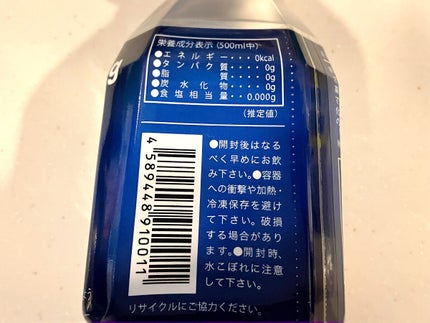 栄養成分表示(500ml中)
●エネルギー・・・0kcal
●タンパク質・・・・0g
●脂　　質・・・・0g
●炭水化物・・・・0g
●食塩相当量・・0.000g
(推定値)
●開封後はなる
べく早めにお飲
み下さい。●容器
への衝撃や加熱・
冷凍保存を避け
て下さい。破損
する場合があり
ます。●開封時、
水こぼれに注意
して下さい。
4589448910011
リサイクルにご協力ください。
g